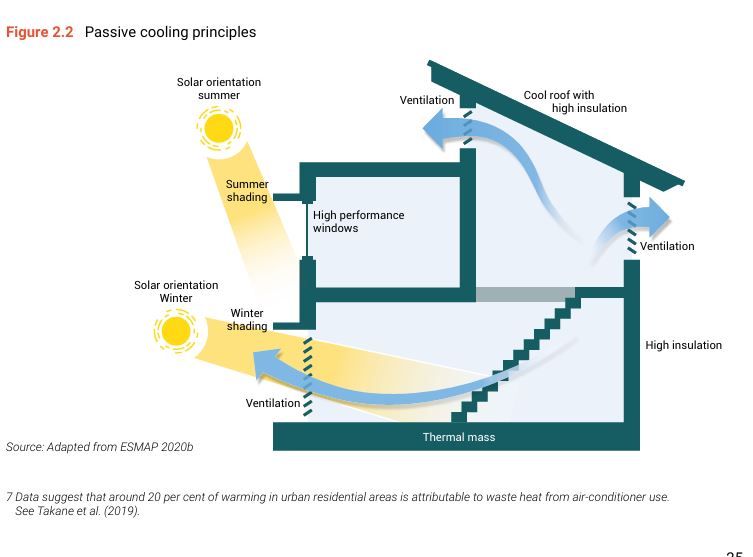 Figure 2.2 Passive cooling principles
Solar orientation
summer
Ventilation
Cool roof with
high insulation
Summer
shading
High performance
windows
Ventilation
Solar orientation
Winter
Winter
shading
High insulation
Ventilation
Thermal mass
Source: Adapted from ESMAP 2020b
7 Data suggest that around 20 per cent of warming in urban residential areas is attributable to waste heat from air-conditioner use.
See Takane et al. (2019).